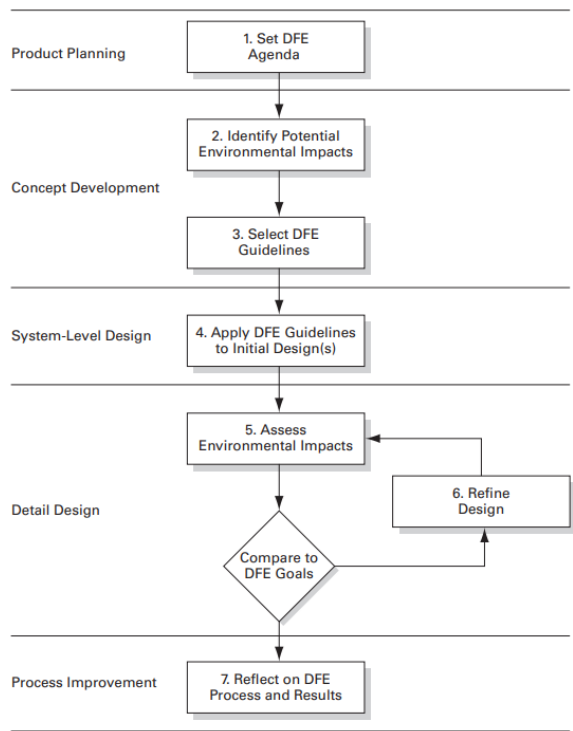 Product Planning
1. Set DFE
Agenda
2. Identify Potential
Environmental Impacts
Concept Development
3. Select DFE
Guidelines
System-Level Design
4. Apply DFE Guidelines
to Initial Design(s)
5. Assess
Environmental Impacts
Detail Design
6. Refine
Design
Compare to
DFE Goals
Process Improvement
7. Reflect on DFE
Process and Results